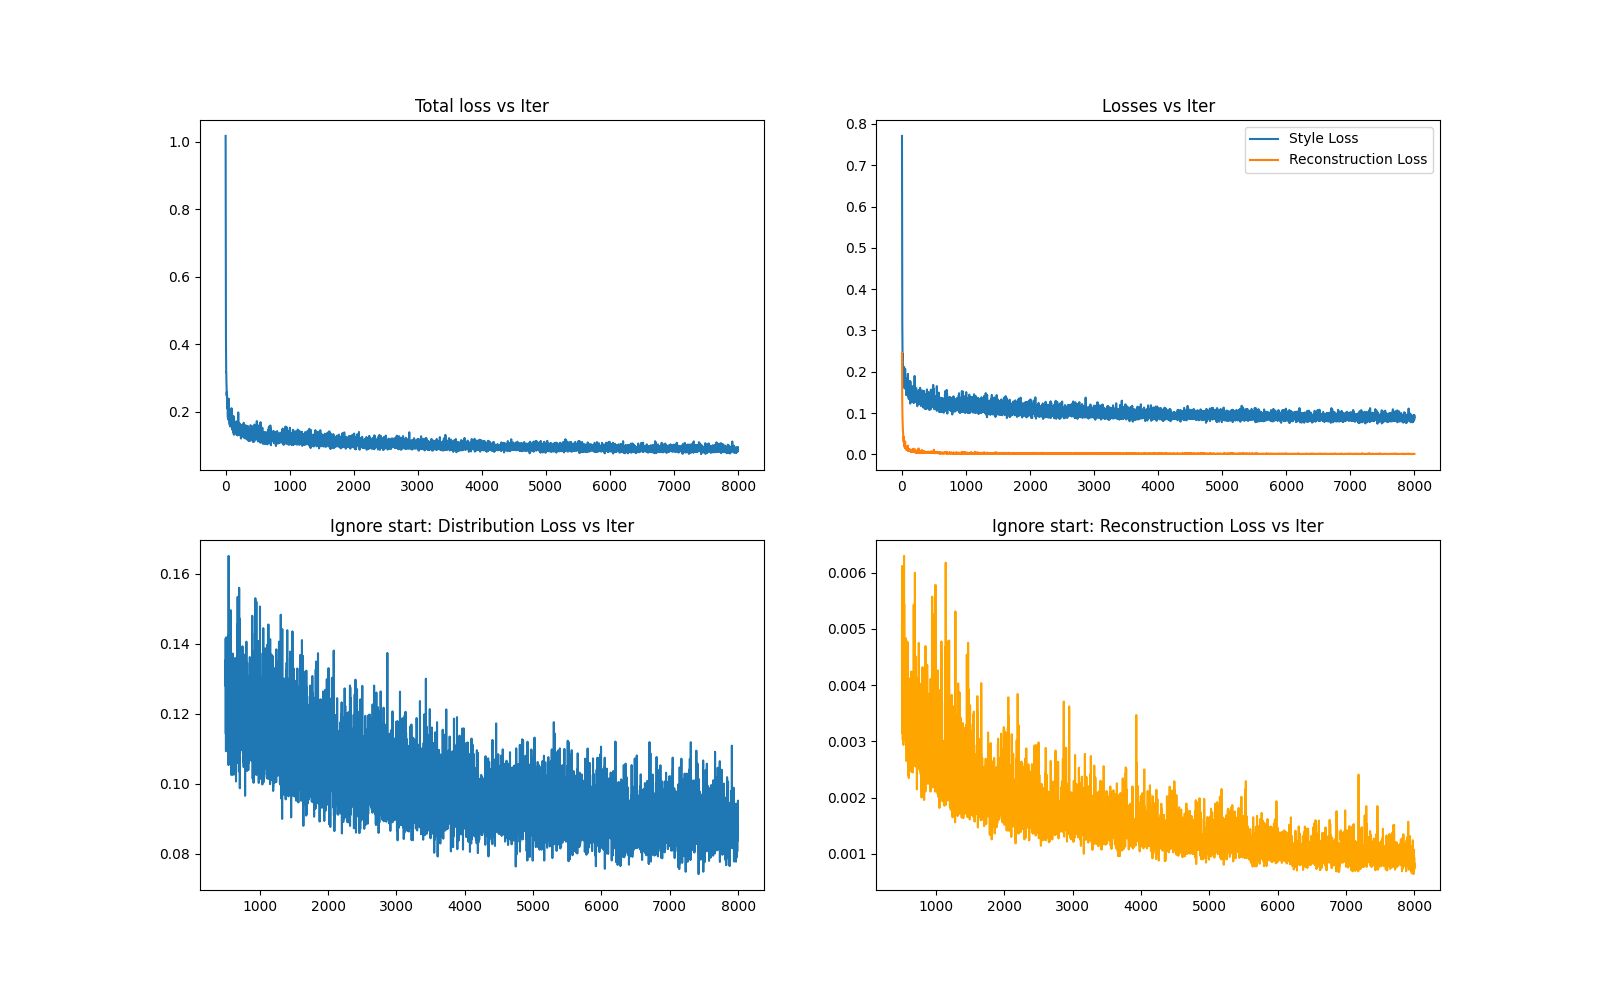 Total loss vs Iter
1.0
0.8
0.6
0.4
0.2
0 1000 2000 3000 4000 5000 6000 7000 8000
Losses vs Iter
0.8
0.7
0.6
0.5
0.4
0.3
0.2
0.1
0.0
Style Loss
Reconstruction Loss
0 1000 2000 3000 4000 5000 6000 7000 8000
Ignore start: Distribution Loss vs Iter
0.16
0.14
0.12
0.10
0.08
1000 2000 3000 4000 5000 6000 7000 8000
Ignore start: Reconstruction Loss vs Iter
0.006
0.005
0.004
0.003
0.002
0.001
1000 2000 3000 4000 5000 6000 7000 8000